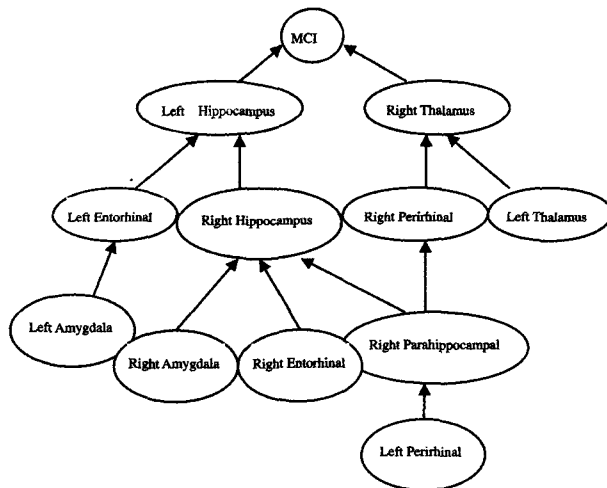 MCI
Left Hippocampus
Right Thalamus
Left Entorhinal
Right Hippocampus
Right Perirhinal
Left Thalamus
Left Amygdala
Right Amygdala
Right Entorhinal
Right Parahippocampal
Left Perirhinal